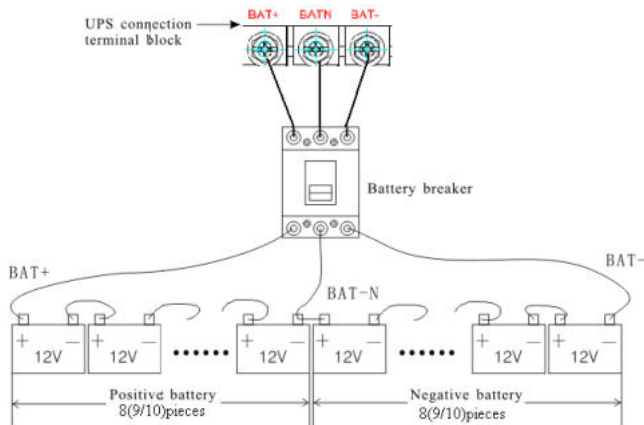 BAT+ BATN BAT-
UPS connection
terminal block
Battery breaker
BAT+
BAT-
BAT-N
+ - + - + - + - + - + -
12V 12V 12V 12V 12V 12V
Positive battery
8(9/10)pieces
Negative battery
8(9/10)pieces